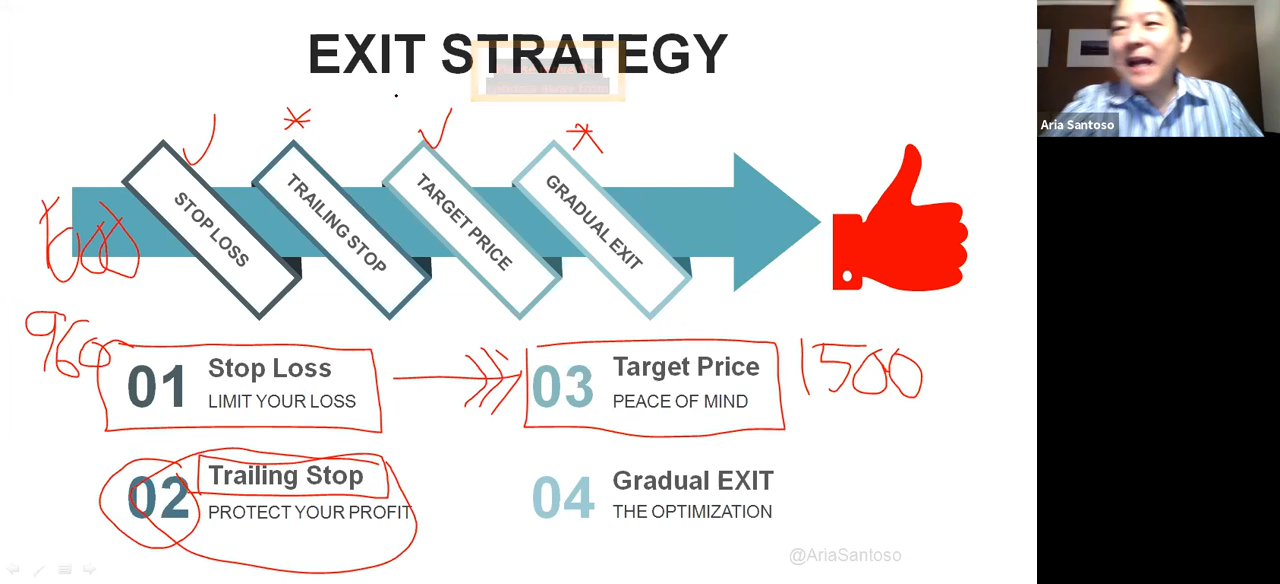 EXIT STRATEGY
Aria Santoso
STOP LOSS
TRAILING STOP
TARGET PRICE
GRADUAL EXIT
960
01
Stop Loss
LIMIT YOUR LOSS
03
Target Price
PEACE OF MIND
1500
02
Trailing Stop
PROTECT YOUR PROFIT
04
Gradual EXIT
THE OPTIMIZATION
@AriaSantoso